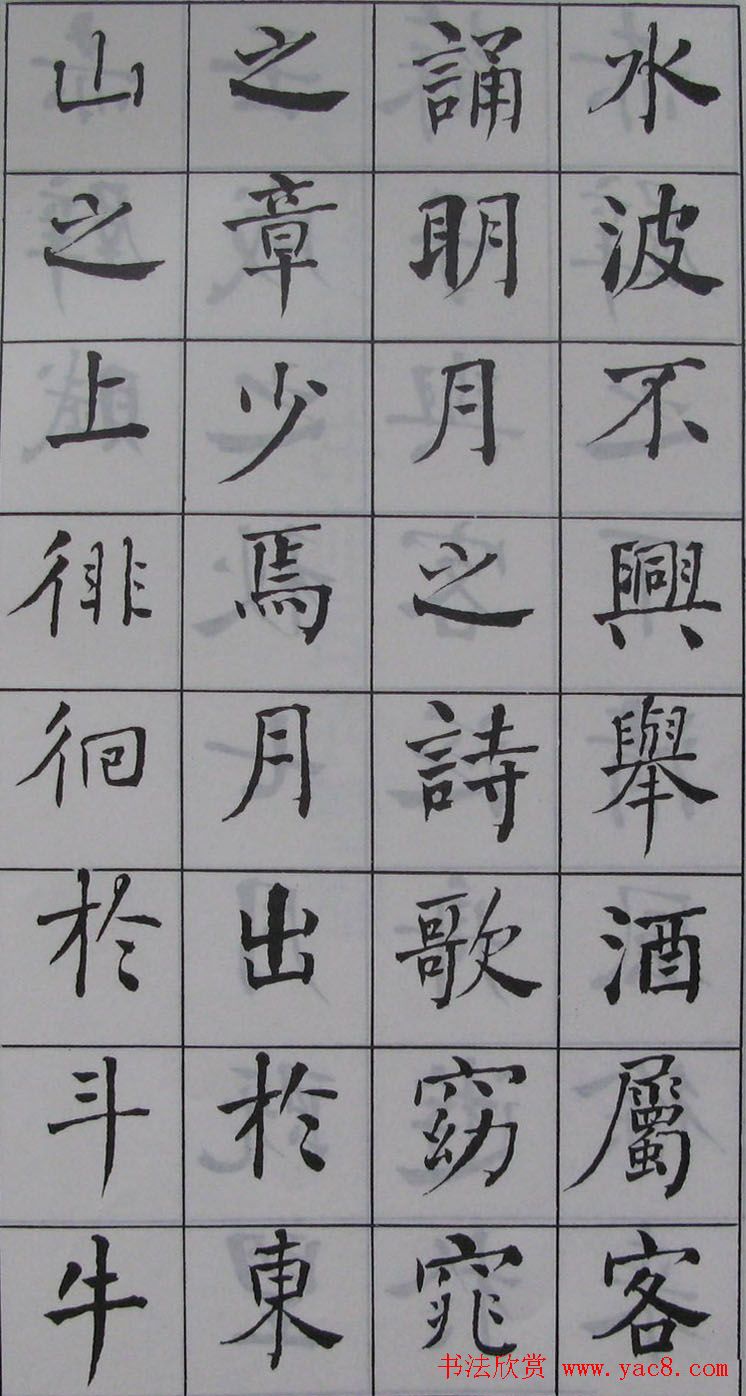 水波不興舉酒屬客
誦明月之詩歌窈窕
之章少焉月出於東
山之上徘徊於斗牛
书法欣赏 www.yac8.com